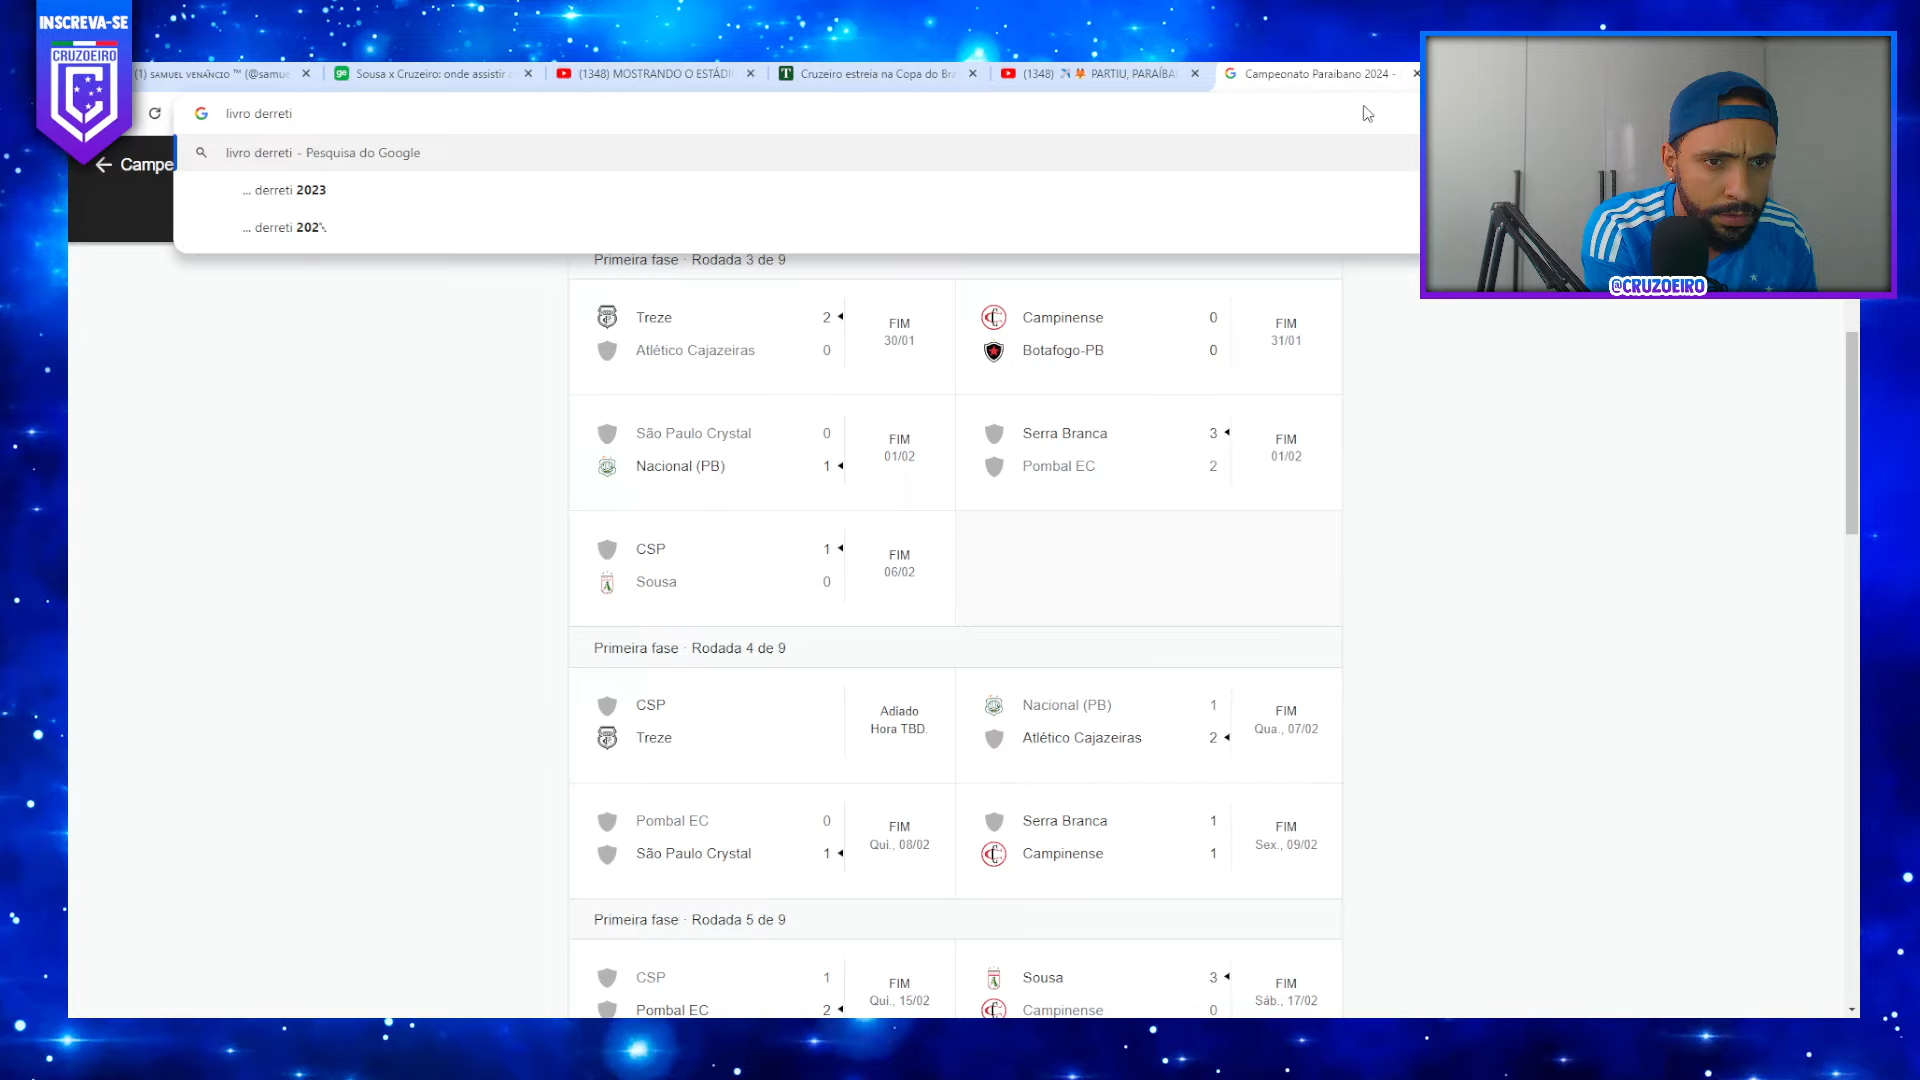 INSCREVA-SE
CRUZOEIRO
(1) SAMUEL VENÂNCIO ™ (@samue
Sousa x Cruzeiro: onde assistir
(1348) MOSTRANDO O ESTÁDI
Cruzeiro estreia na Copa do Bra
(1348) ✈️ 🦊 PARTIU, PARAÍBA
Campeonato Paraibano 2024 -
livro derreti
livro derreti - Pesquisa do Google
... derreti 2023
... derreti 202
Campe
@CRUZOEIRO
Primeira fase · Rodada 3 de 9
Treze 2
Atlético Cajazeiras 0
FIM
30/01
Campinense 0
Botafogo-PB 0
FIM
31/01
São Paulo Crystal 0
Nacional (PB) 1
FIM
01/02
Serra Branca 3
Pombal EC 2
FIM
01/02
CSP 1
Sousa 0
FIM
06/02
Primeira fase · Rodada 4 de 9
CSP
Treze
Adiado
Hora TBD.
Nacional (PB) 1
Atlético Cajazeiras 2
FIM
Qua., 07/02
Pombal EC 0
São Paulo Crystal 1
FIM
Qui., 08/02
Serra Branca 1
Campinense 1
FIM
Sex., 09/02
Primeira fase · Rodada 5 de 9
CSP 1
Pombal EC 2
FIM
Qui., 15/02
Sousa 3
Campinense 0
FIM
Sáb., 17/02